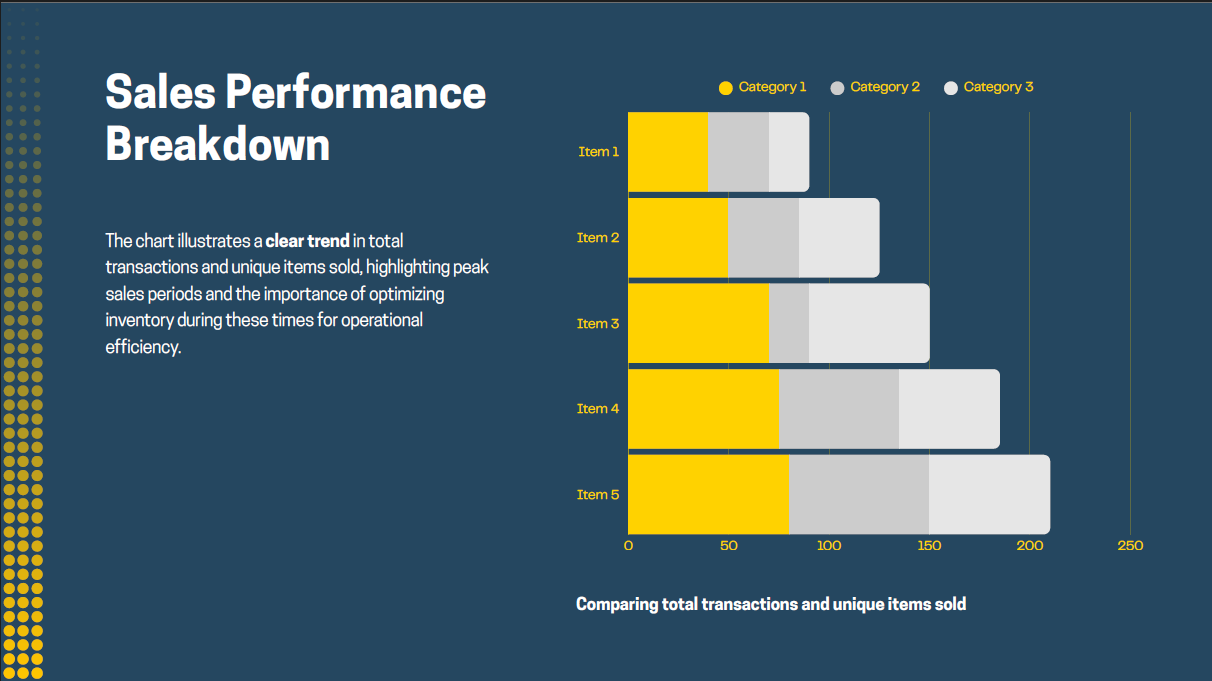 Sales Performance
Breakdown
The chart illustrates a clear trend in total
transactions and unique items sold, highlighting peak
sales periods and the importance of optimizing
inventory during these times for operational
efficiency.
Category 1 Category 2 Category 3
Item 1
Item 2
Item 3
Item 4
Item 5
0 50 100 150 200 250
Comparing total transactions and unique items sold